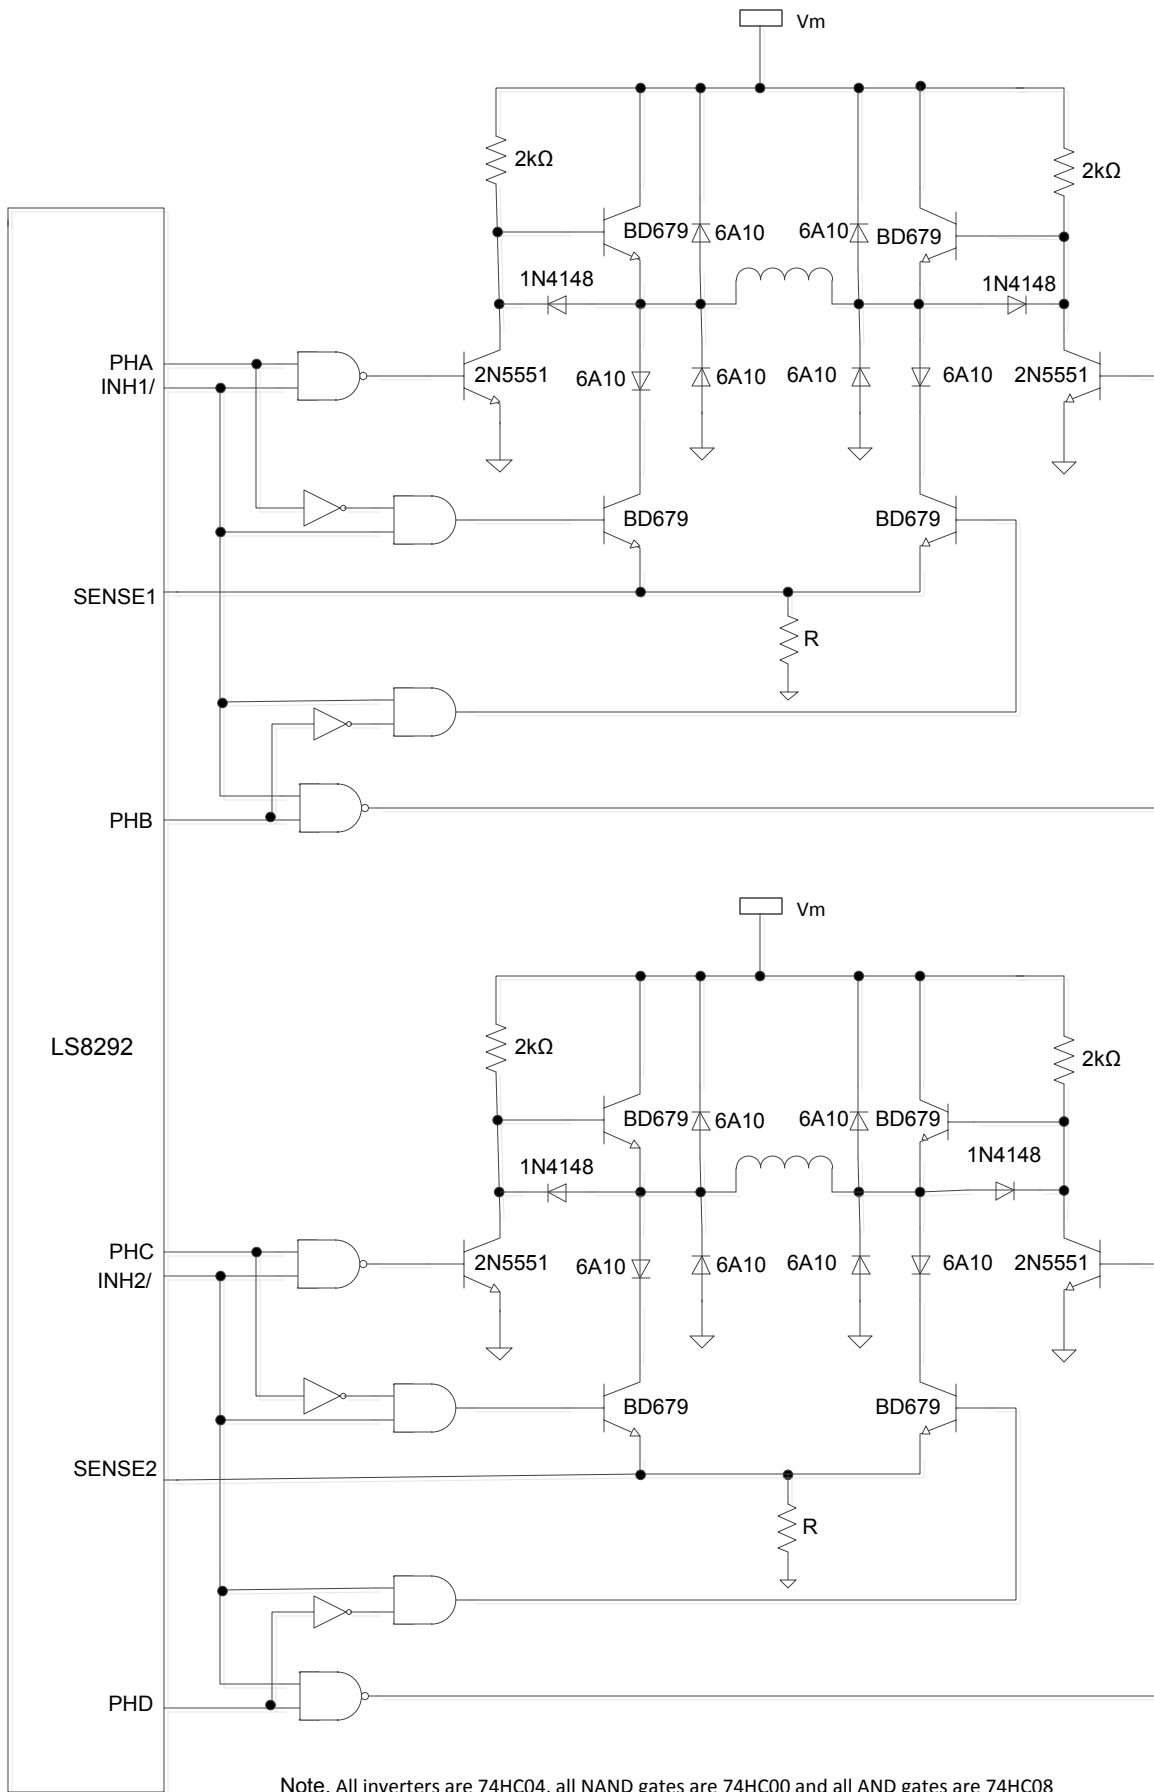 Vm
2kΩ
2kΩ
BD679
6A10
6A10
BD679
1N4148
1N4148
PHA
INH1/
2N5551
6A10
6A10
6A10
6A10
2N5551
BD679
BD679
SENSE1
R
PHB
Vm
LS8292
2kΩ
2kΩ
BD679
6A10
6A10
BD679
1N4148
1N4148
PHC
INH2/
2N5551
6A10
6A10
6A10
6A10
2N5551
BD679
BD679
SENSE2
R
PHD
Note. All inverters are 74HC04, all NAND gates are 74HC00 and all AND gates are 74HC08